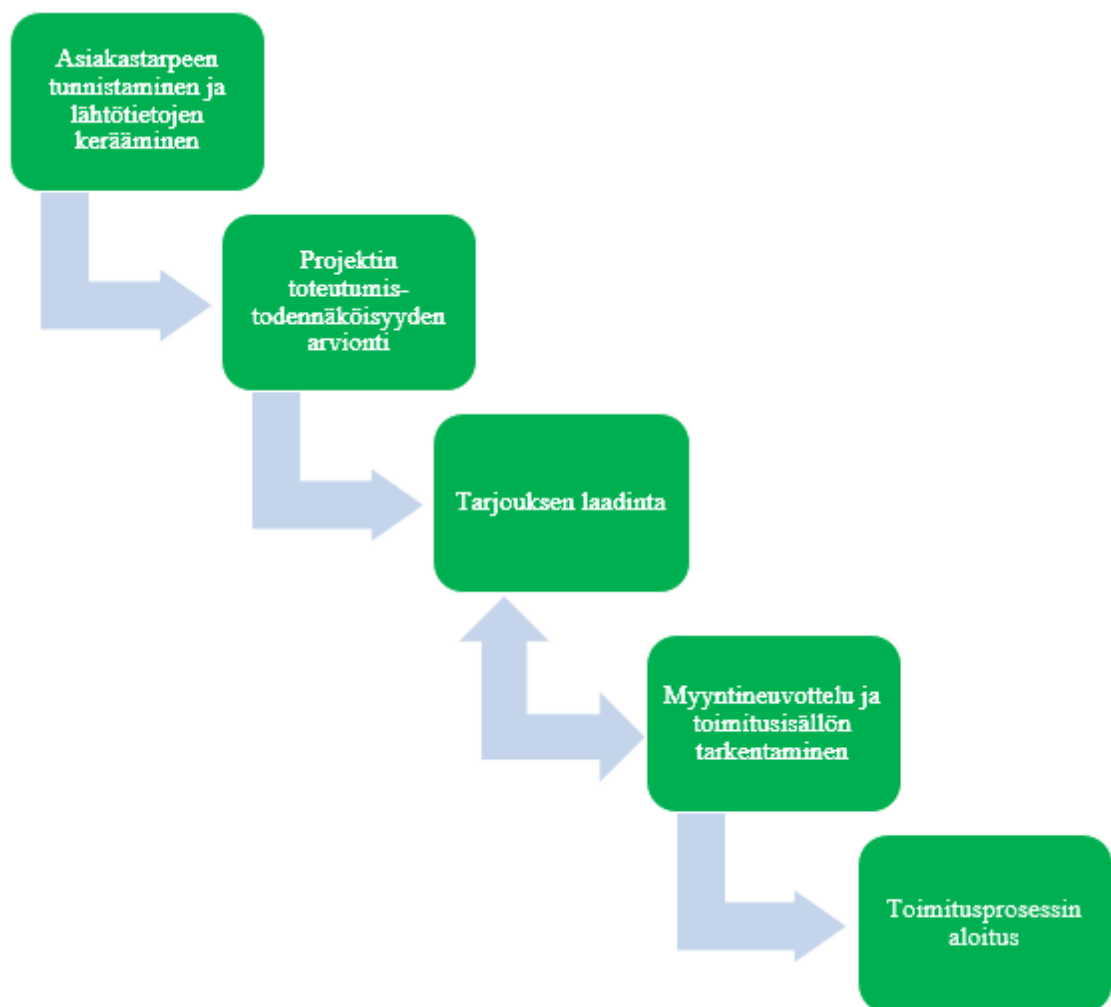 Asiakastarpeen
tunnistaminen ja
lähtötietojen
kerääminen
Projektin
toteutumis-
todennäköisyyden
arvionti
Tarjouksen laadinta
Myyntineuvottelu ja
toimitusisällön
tarkentaminen
Toimitusprosessin
aloitus